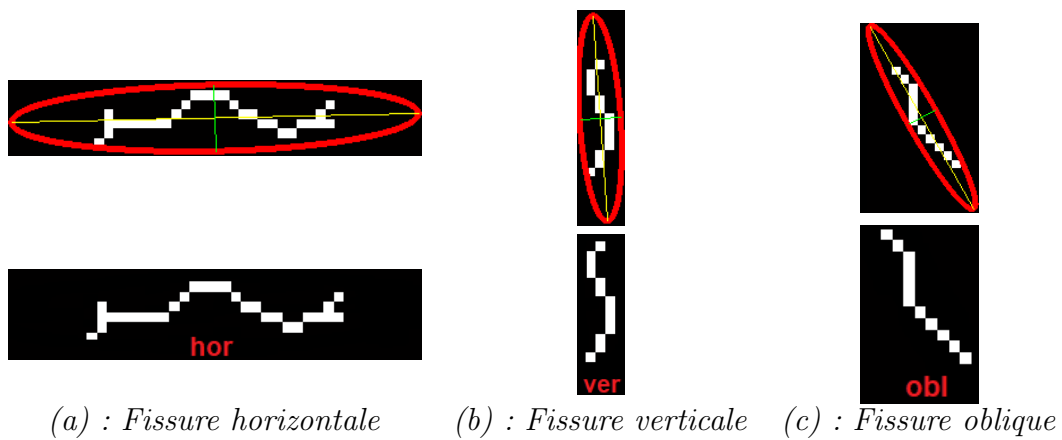 hor
ver
obl
(a) : Fissure horizontale
(b) : Fissure verticale
(c) : Fissure oblique